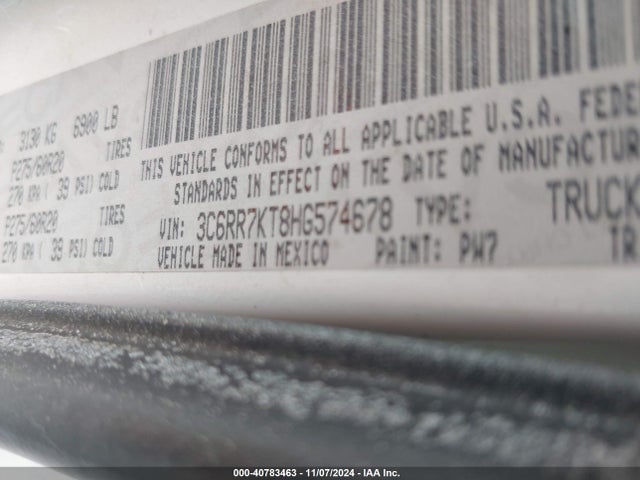 3130 KG 6900 LB
P275/60R20 TIRES
270 KPA / 39 PSI) COLD
P275/60R20 TIRES
270 KPA / 39 PSI) COLD
THIS VEHICLE CONFORMS TO ALL APPLICABLE U.S.A. FEDE
STANDARDS IN EFFECT ON THE DATE OF MANUFACTUR
VIN: 3C6RR7KT8HG574678 TYPE: TRUCK
VEHICLE MADE IN MEXICO PAINT: PW7 TR
000-40783463 - 11/07/2024 - IAA Inc.